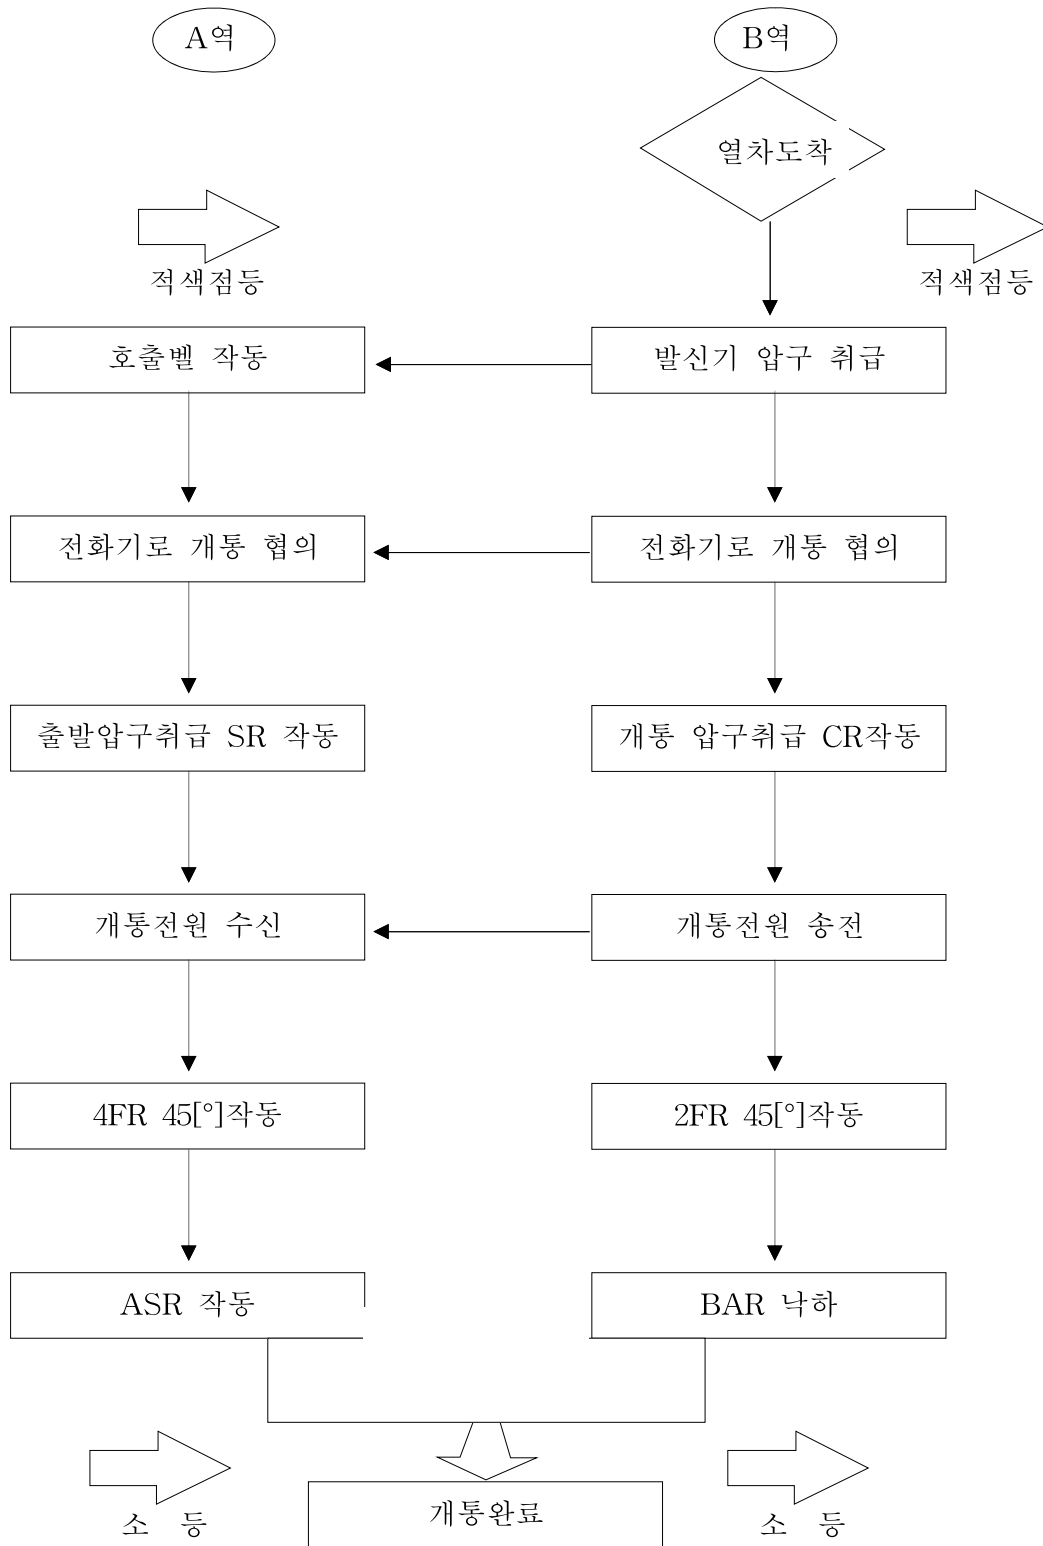 A역
B역
열차도착
적색점등
적색점등
호출벨 작동
발신기 압구 취급
전화기로 개통 협의
전화기로 개통 협의
출발압구취급 SR 작동
개통 압구취급 CR작동
개통전원 수신
개통전원 송전
4FR 45[°]작동
2FR 45[°]작동
ASR 작동
BAR 낙하
개통완료
소 등
소 등